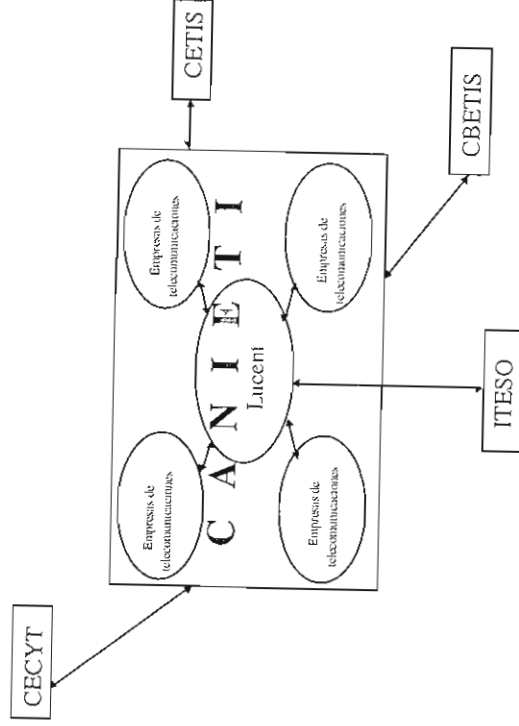 CECYT
CETIS
Empresas de
telecomunicaciones
Empresas de
telecomunicaciones
C A N I E T I
Lucent
Empresas de
telecomunicaciones
Empresas de
telecomunicaciones
ITESO
CBETIS